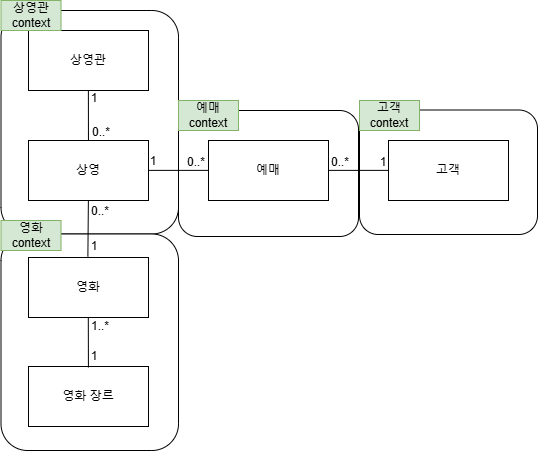 상영관
context
상영관
1
0..*
예매
context
고객
context
상영
1
0..*
예매
0..*
1
고객
0..*
영화
context
1
영화
1..*
1
영화 장르